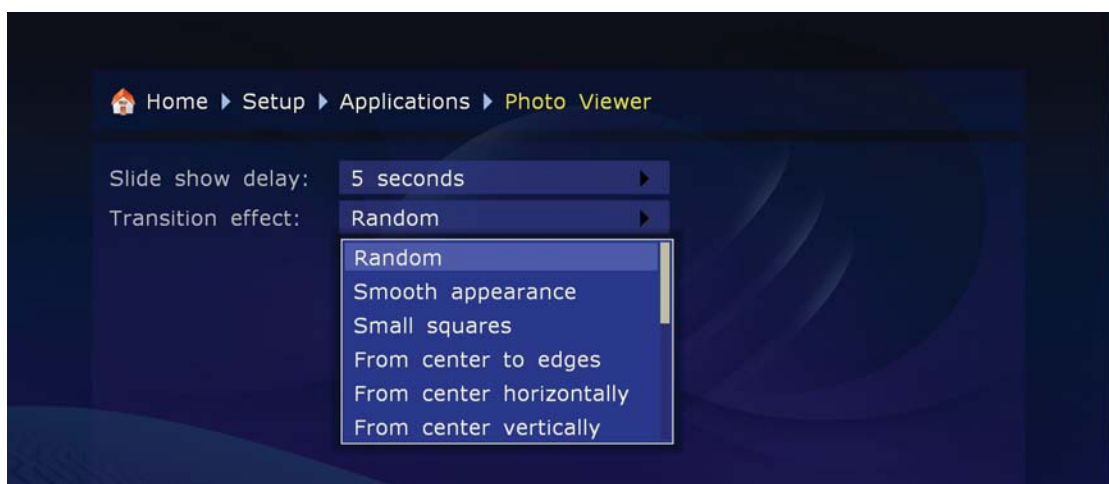 Home Setup Applications Photo Viewer
Slide show delay: 5 seconds
Transition effect: Random
Random
Smooth appearance
Small squares
From center to edges
From center horizontally
From center vertically